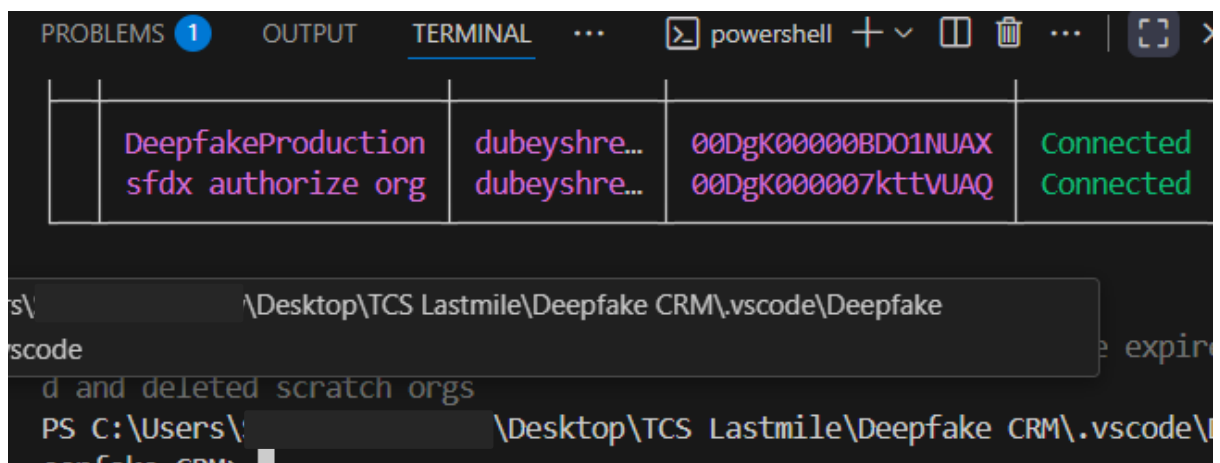 PROBLEMS 1 OUTPUT TERMINAL ... powershell
DeepfakeProduction dubeyshre… 00DgK00000BDO1NUAX Connected
sfdx authorize org dubeyshre… 00DgK000007kttVUAQ Connected
\Desktop\TCS Lastmile\Deepfake CRM\.vscode\Deepfake
vscode
expire
d and deleted scratch orgs
PS C:\Users\ \Desktop\TCS Lastmile\Deepfake CRM\.vscode\D